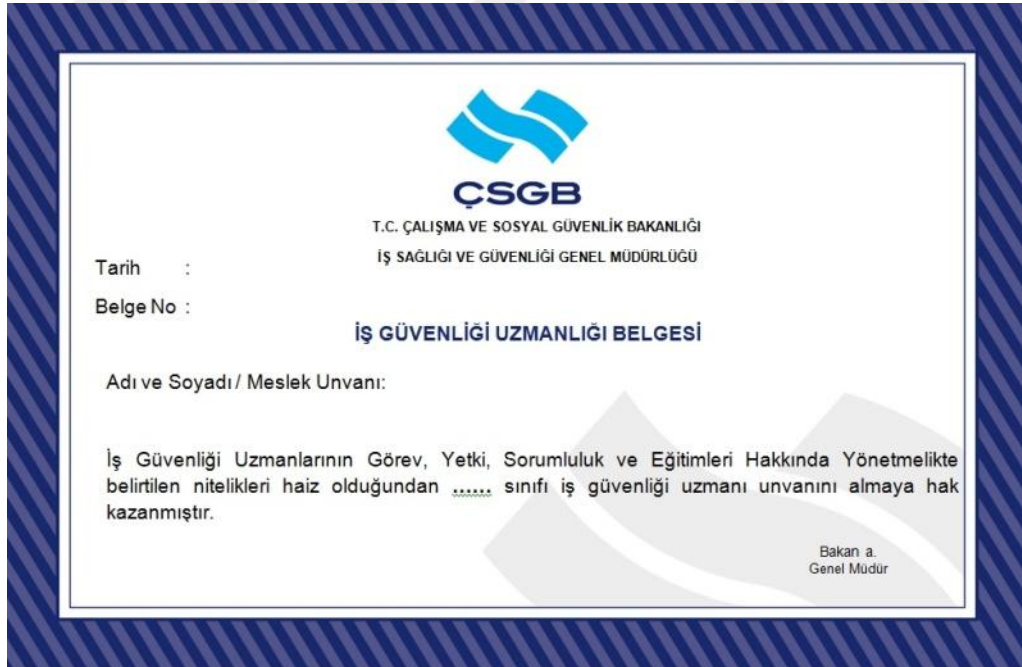 ÇSGB
T.C. ÇALIŞMA VE SOSYAL GÜVENLİK BAKANLIĞI
İŞ SAĞLIĞI VE GÜVENLİĞİ GENEL MÜDÜRLÜĞÜ
Tarih :
Belge No :
İŞ GÜVENLİĞİ UZMANLIĞI BELGESİ
Adı ve Soyadı / Meslek Unvanı:
İş Güvenliği Uzmanlarının Görev, Yetki, Sorumluluk ve Eğitimleri Hakkında Yönetmelikte
belirtilen nitelikleri haiz olduğundan ...... sınıfı iş güvenliği uzmanı unvanını almaya hak
kazanmıştır.
Bakan a.
Genel Müdür